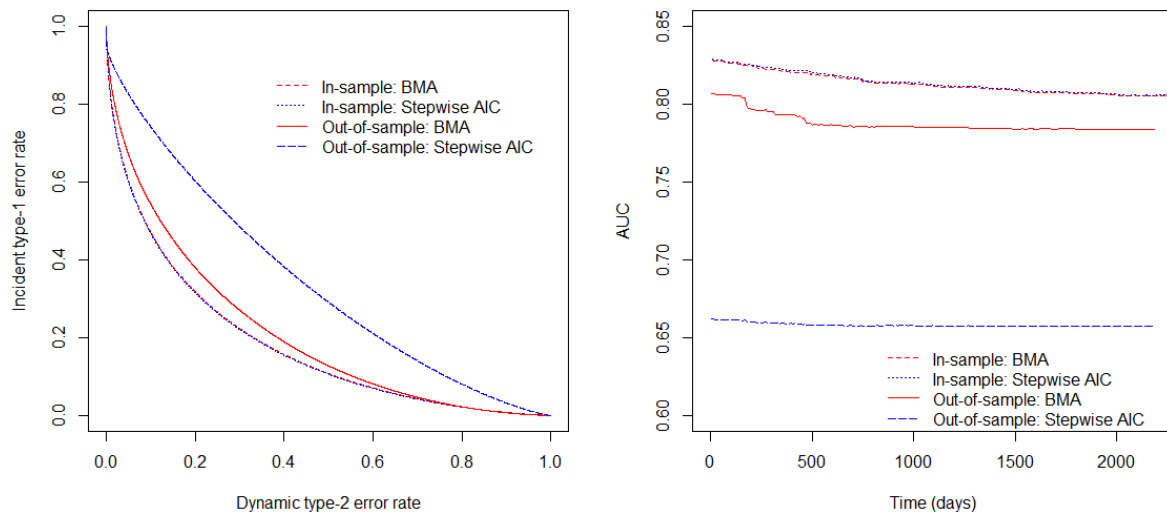 1.0
0.8
0.6
0.4
0.2
0.0
Incident type-1 error rate
In-sample: BMA
In-sample: Stepwise AIC
Out-of-sample: BMA
Out-of-sample: Stepwise AIC
0.0 0.2 0.4 0.6 0.8 1.0
Dynamic type-2 error rate
0.85
0.80
0.75
0.70
0.65
0.60
AUC
In-sample: BMA
In-sample: Stepwise AIC
Out-of-sample: BMA
Out-of-sample: Stepwise AIC
0 500 1000 1500 2000
Time (days)